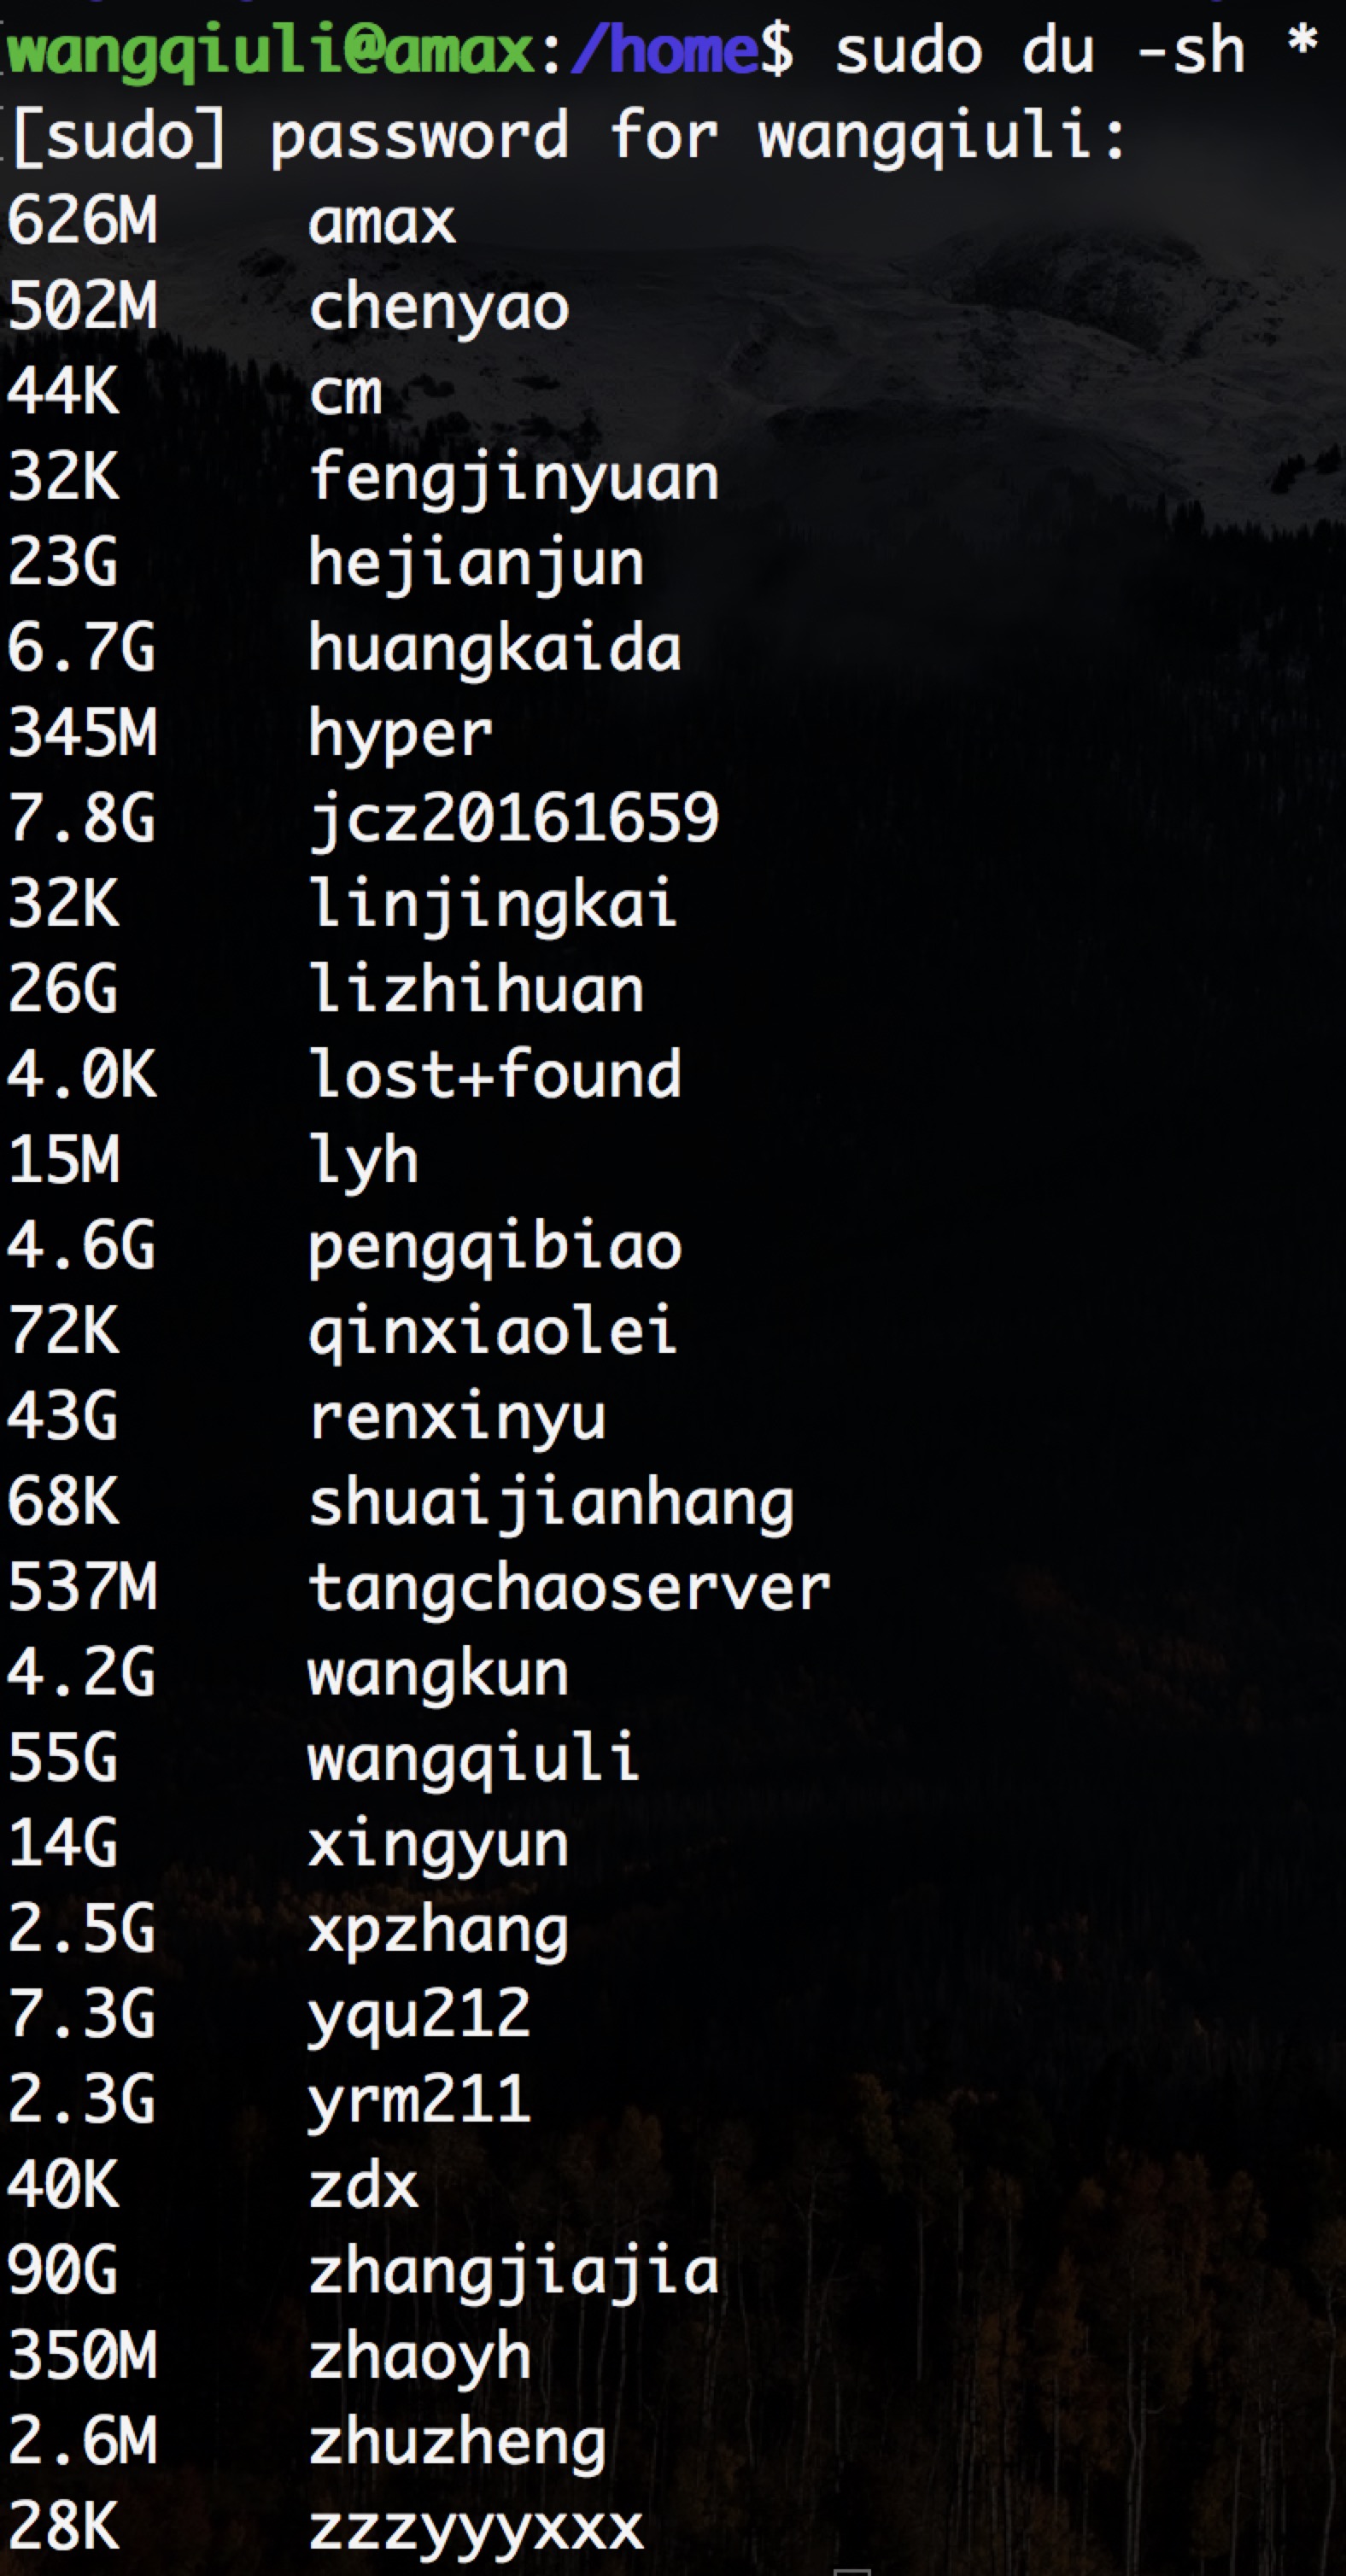 wangqiuli@amax:/home$ sudo du -sh *
[sudo] password for wangqiuli:
626M    amax
502M    chenyao
44K     cm
32K     fengjinyuan
23G     hejianjun
6.7G    huangkaida
345M    hyper
7.8G    jcz20161659
32K     linjingkai
26G     lizhihuan
4.0K    lost+found
15M     lyh
4.6G    pengqibiao
72K     qinxiaolei
43G     renxinyu
68K     shuaijianhang
537M    tangchaoserver
4.2G    wangkun
55G     wangqiuli
14G     xingyun
2.5G    xpzhang
7.3G    yqu212
2.3G    yrm211
40K     zdx
90G     zhangjiajia
350M    zhaoyh
2.6M    zhuzheng
28K     zzzyyyxxx